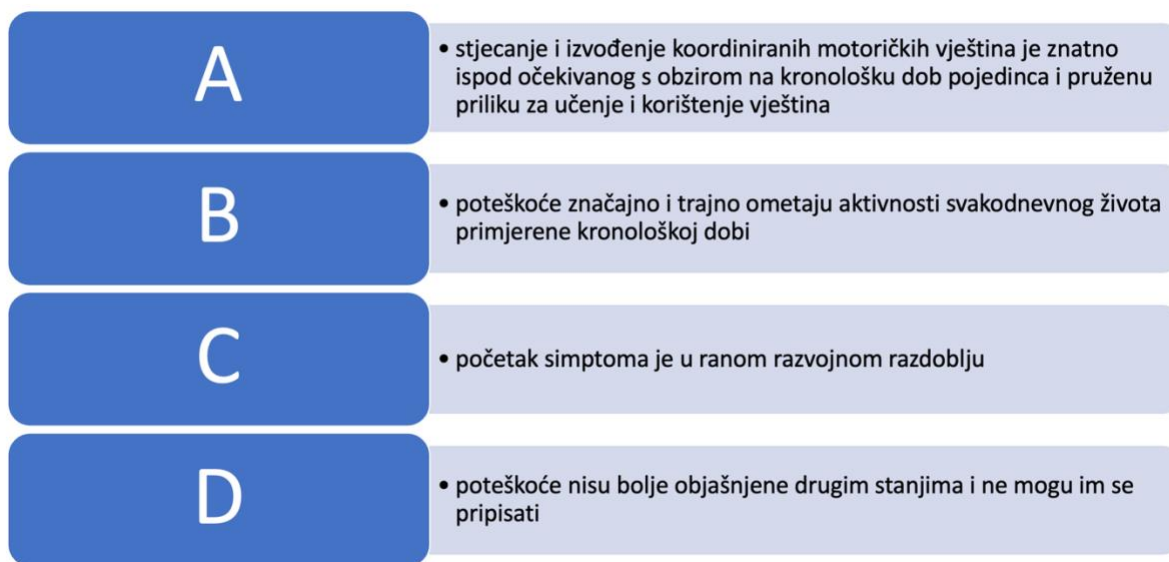 A
• stjecanje i izvođenje koordiniranih motoričkih vještina je znatno
ispod očekivanog s obzirom na kronološku dob pojedinca i pruženu
priliku za učenje i korištenje vještina
B
• poteškoće značajno i trajno ometaju aktivnosti svakodnevnog života
primjerene kronološkoj dobi
C
• početak simptoma je u ranom razvojnom razdoblju
D
• poteškoće nisu bolje objašnjene drugim stanjima i ne mogu im se
pripisati